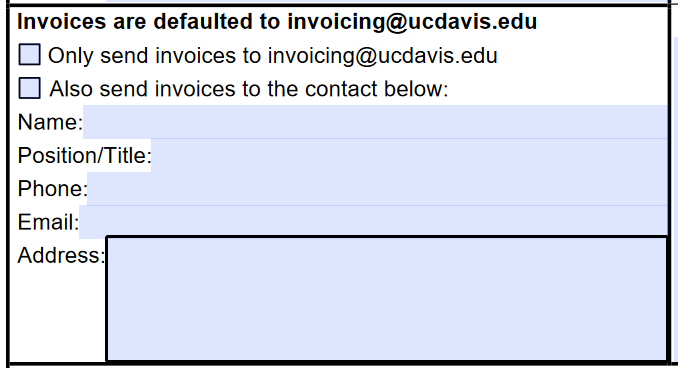 Invoices are defaulted to invoicing@ucdavis.edu
Only send invoices to invoicing@ucdavis.edu
Also send invoices to the contact below:
Name:
Position/Title:
Phone:
Email:
Address: